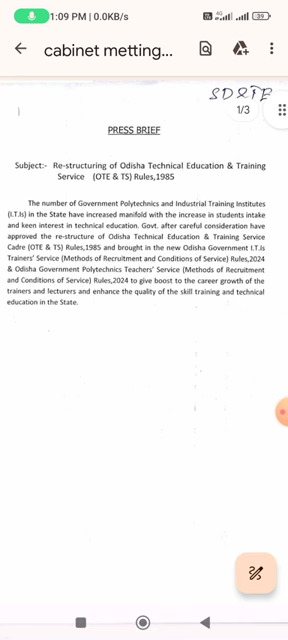 1:09 PM | 0.0KB/s
4G
39
cabinet metting...
SD&TE
1/3
PRESS BRIEF
Subject:- Re-structuring of Odisha Technical Education & Training
Service (OTE & TS) Rules,1985
The number of Government Polytechnics and Industrial Training Institutes
(I.T.Is) in the State have increased manifold with the increase in students intake
and keen interest in technical education. Govt. after careful consideration have
approved the re-structure of Odisha Technical Education & Training Service
Cadre (OTE & TS) Rules,1985 and brought in the new Odisha Government I.T.Is
Trainers' Service (Methods of Recruitment and Conditions of Service) Rules,2024
& Odisha Government Polytechnics Teachers' Service (Methods of Recruitment
and Conditions of Service) Rules,2024 to give boost to the career growth of the
trainers and lecturers and enhance the quality of the skill training and technical
education in the State.